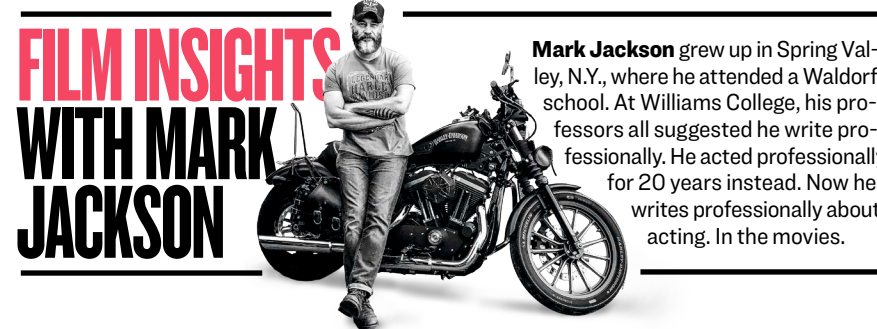 FILM INSIGHTS
WITH MARK
JACKSON
Mark Jackson grew up in Spring Val-
ley, N.Y., where he attended a Waldorf
school. At Williams College, his pro-
fessors all suggested he write pro-
fessionally. He acted professionally
for 20 years instead. Now he
writes professionally about
acting. In the movies.
HARLEY-DAVIDSON